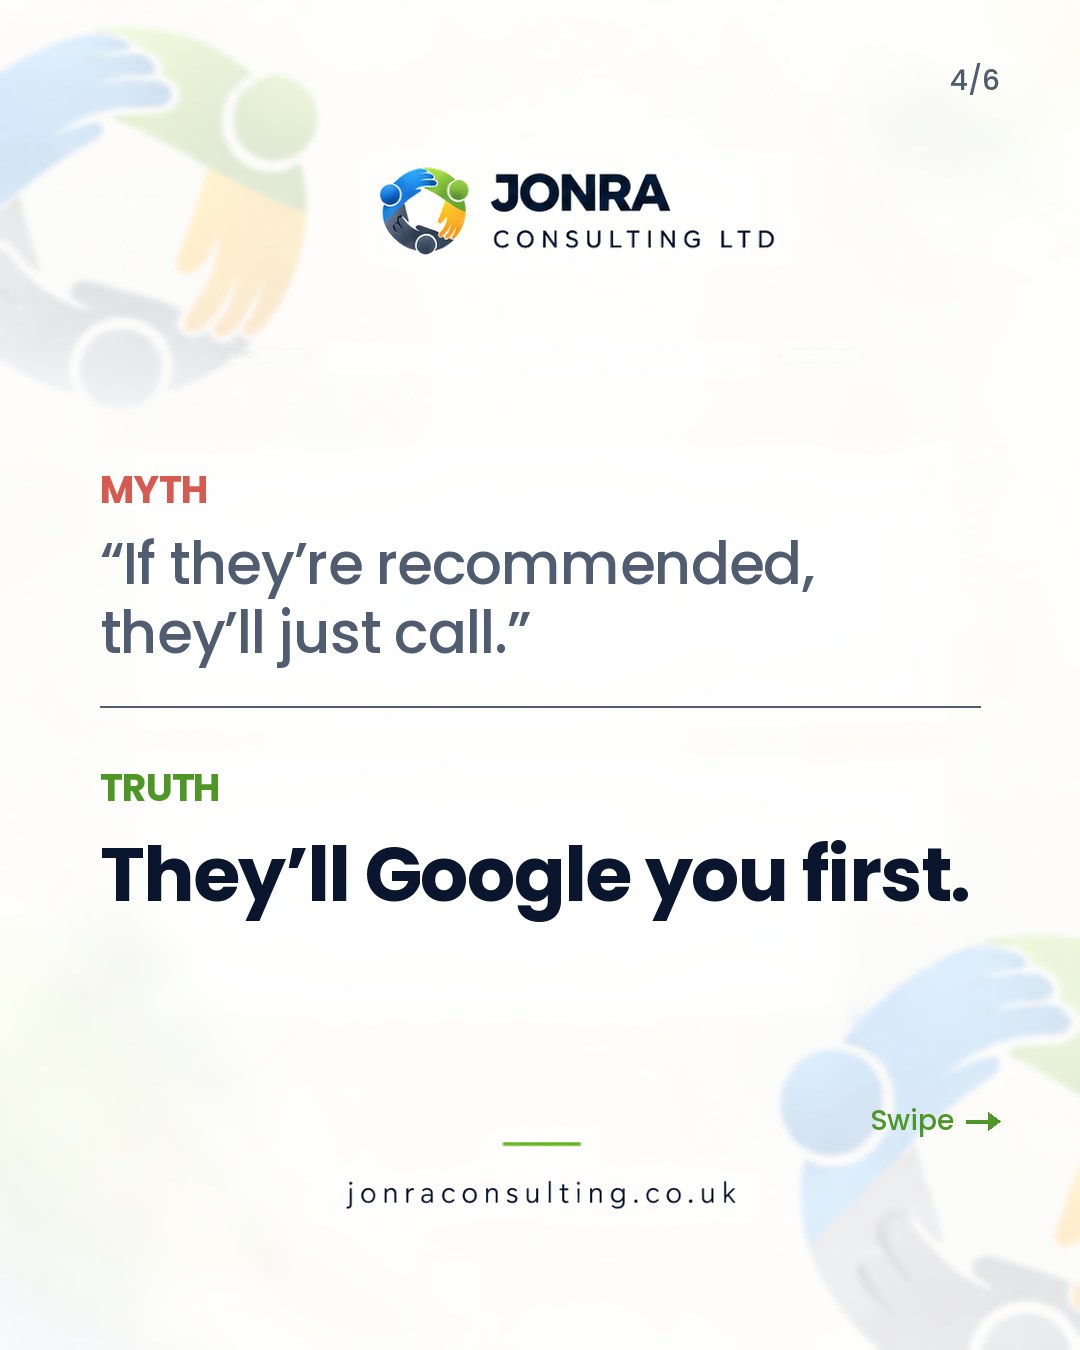 4/6
JONRA
CONSULTING LTD
MYTH
“If they’re recommended,
they’ll just call.”
TRUTH
They’ll Google you first.
Swipe →
jonraconsulting.co.uk